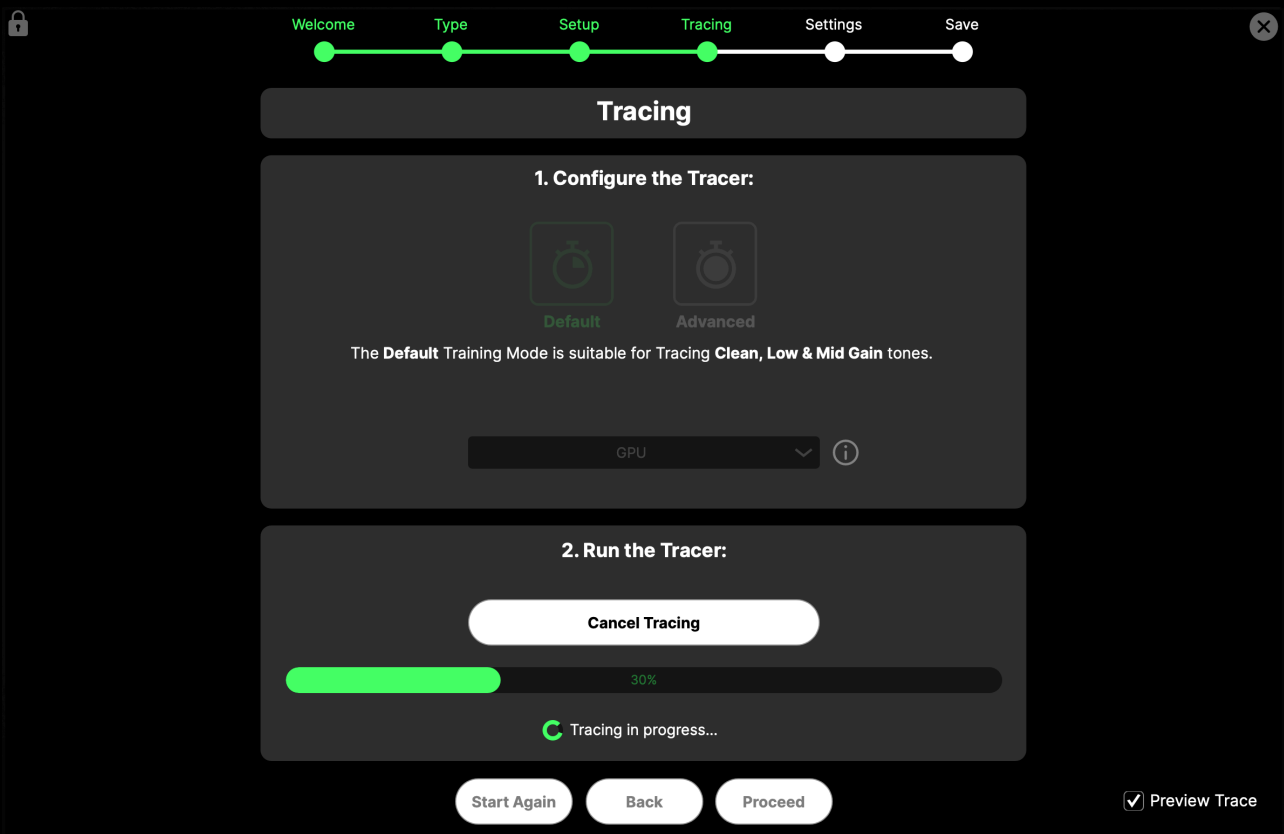 Welcome Type Setup Tracing Settings Save
Tracing
1. Configure the Tracer:
Default Advanced
The Default Training Mode is suitable for Tracing Clean, Low & Mid Gain tones.
GPU
2. Run the Tracer:
Cancel Tracing
30%
Tracing in progress...
Start Again Back Proceed Preview Trace